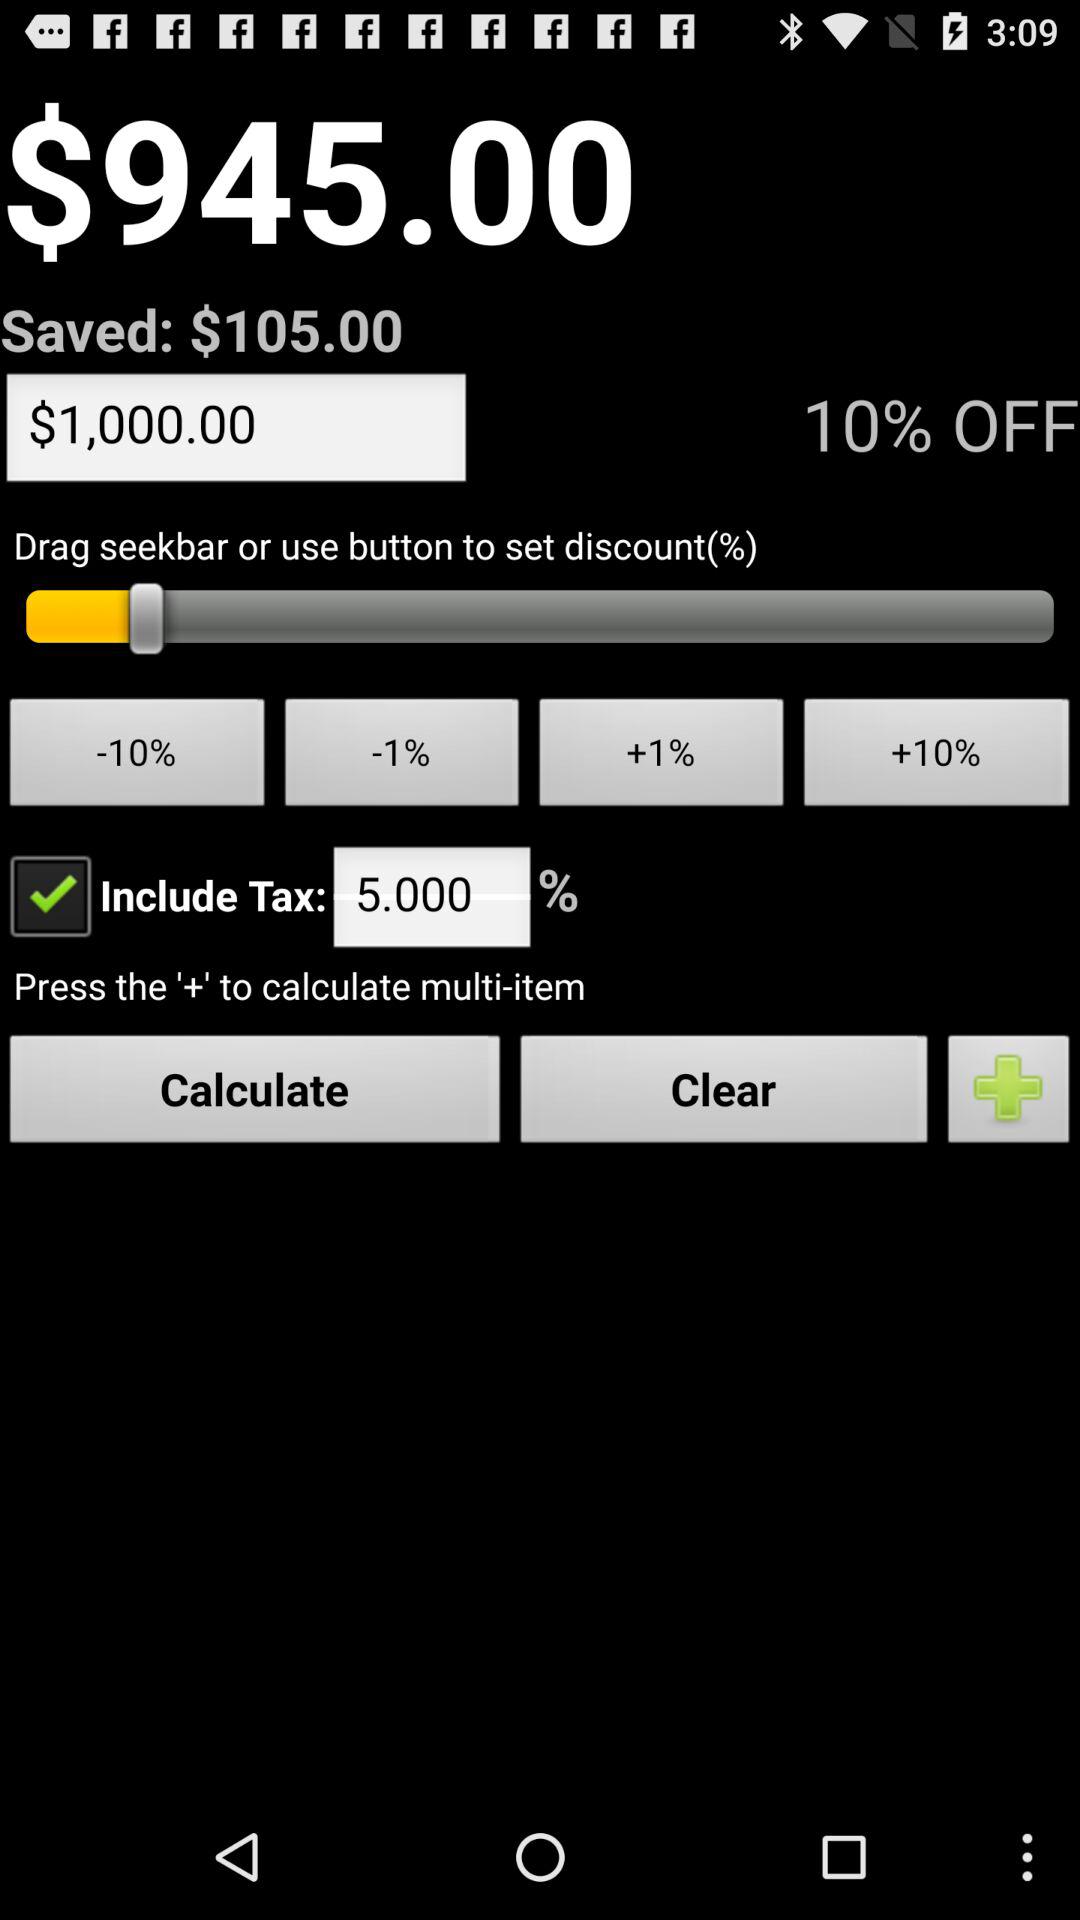 3:09
$945.00
Saved: $105.00
$1,000.00 10% OFF
Drag seekbar or use button to set discount(%)
-10% -1% +1% +10%
Include Tax: 5.000 %
Press the '+' to calculate multi-item
Calculate Clear